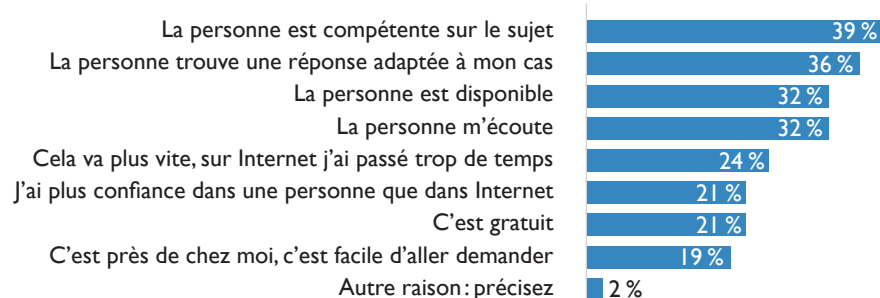 La personne est compétente sur le sujet 39 %
La personne trouve une réponse adaptée à mon cas 36 %
La personne est disponible 32 %
La personne m’écoute 32 %
Cela va plus vite, sur Internet j’ai passé trop de temps 24 %
J’ai plus confiance dans une personne que dans Internet 21 %
C’est gratuit 21 %
C’est près de chez moi, c’est facile d’aller demander 19 %
Autre raison : précisez 2 %